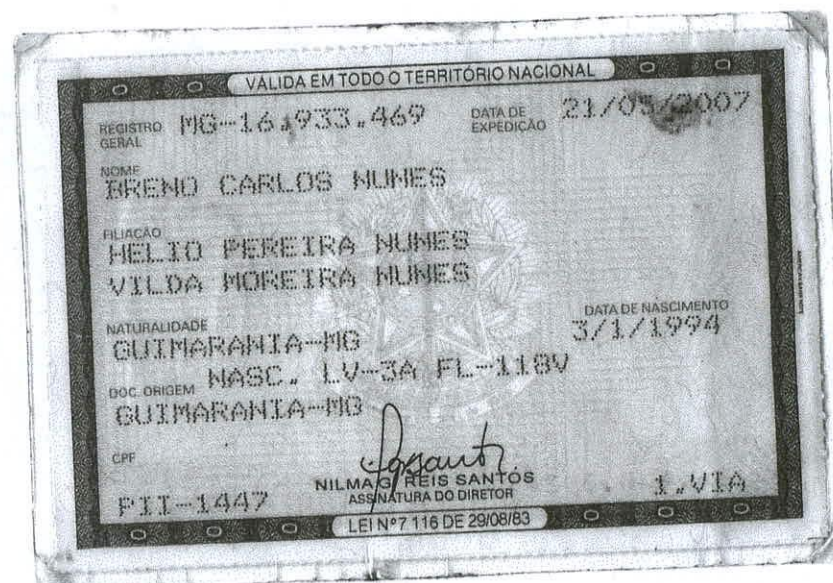 VÁLIDA EM TODO O TERRITÓRIO NACIONAL
REGISTRO GERAL MG-16.933.469 DATA DE EXPEDIÇÃO 21/05/2007
NOME
BRENO CARLOS NUNES
FILIAÇÃO
HELIO PEREIRA NUNES
VILDA MOREIRA NUNES
NATURALIDADE DATA DE NASCIMENTO
GUIMARANIA-MG 3/1/1994
DOC. ORIGEM NASC. LV-3A FL-118V
GUIMARANIA-MG
CPF
NILMA REIS SANTOS
PII-1447 ASSINATURA DO DIRETOR 1.VIA
LEI Nº 7 116 DE 29/08/83